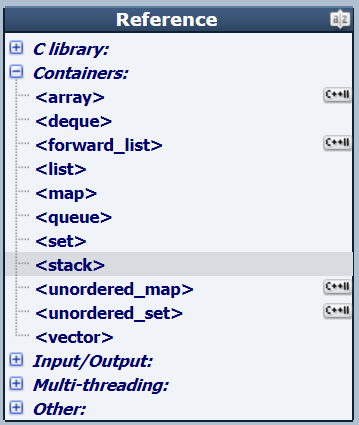 Reference a|z
C library:
Containers:
<array> C++11
<deque>
<forward_list> C++11
<list>
<map>
<queue>
<set>
<stack>
<unordered_map> C++11
<unordered_set> C++11
<vector>
Input/Output:
Multi-threading:
Other: